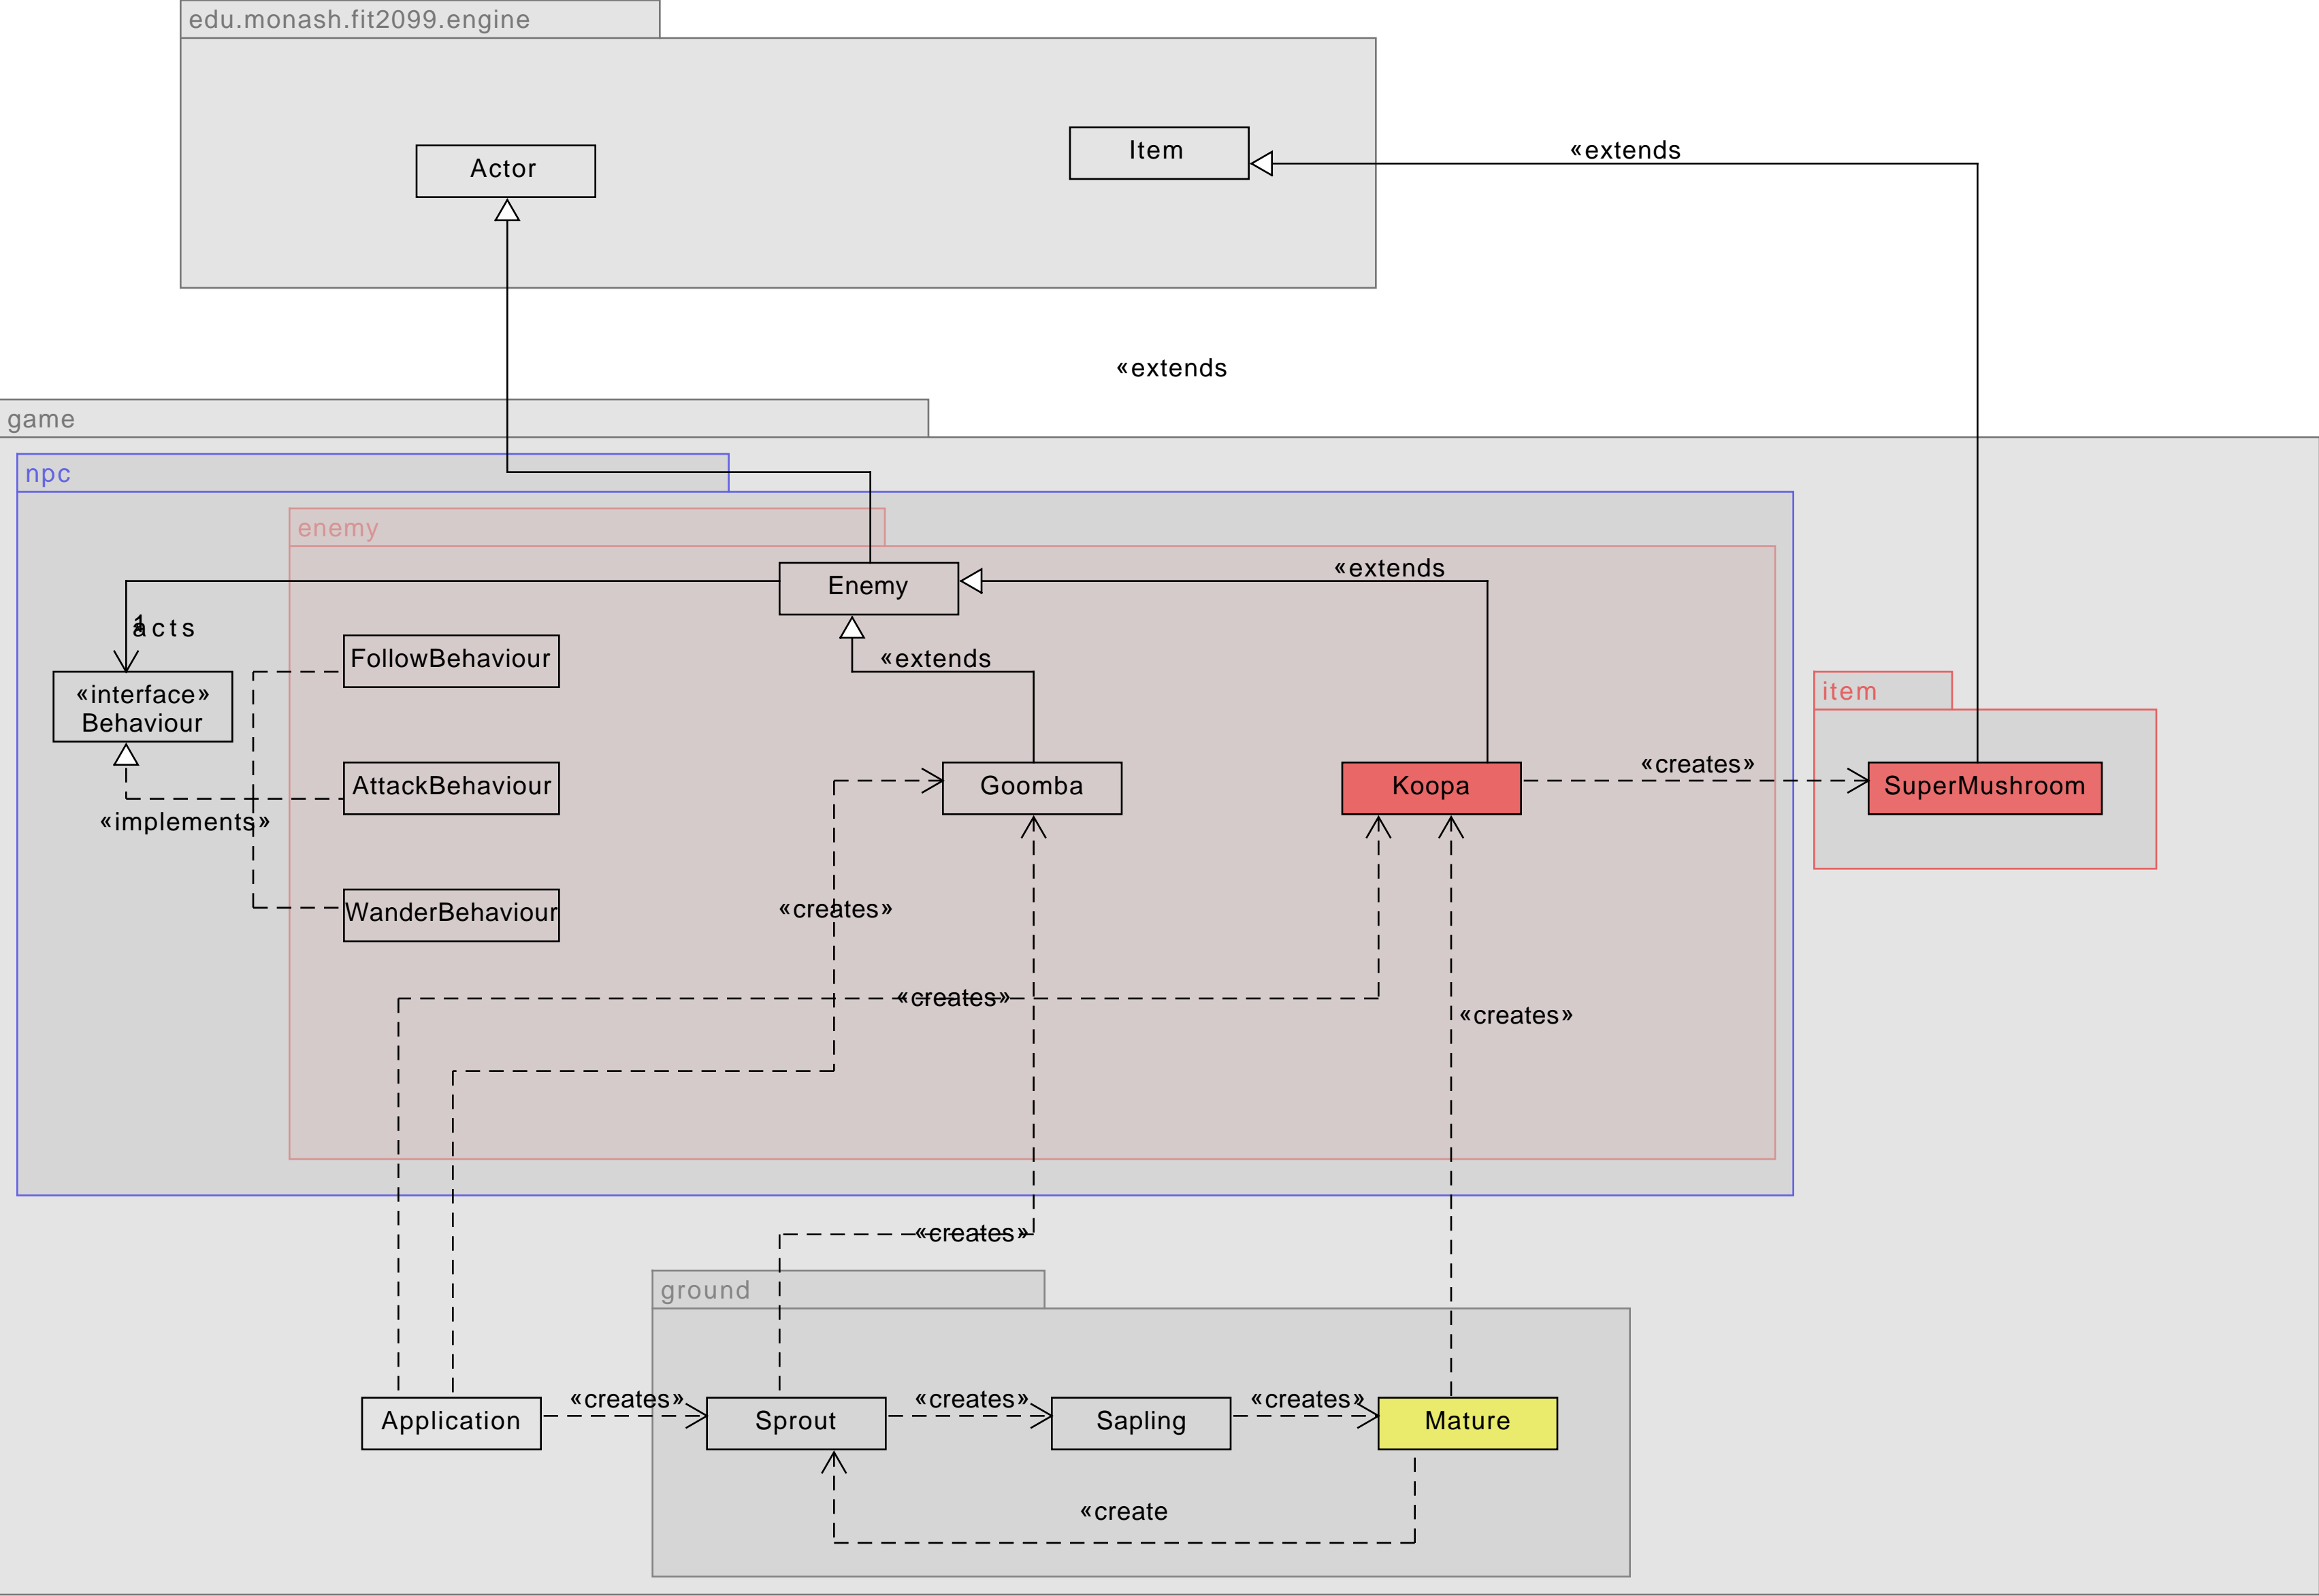 edu.monash.fit2099.engine
Actor
Item
«extends
«extends
game
npc
enemy
Enemy
«extends
acts
FollowBehaviour
«extends
«interface»
Behaviour
item
AttackBehaviour
Goomba
Koopa
«creates»
SuperMushroom
«implements»
WanderBehaviour
«creates»
«creates»
«creates»
«creates»
ground
Application
«creates»
Sprout
«creates»
Sapling
«creates»
Mature
«create